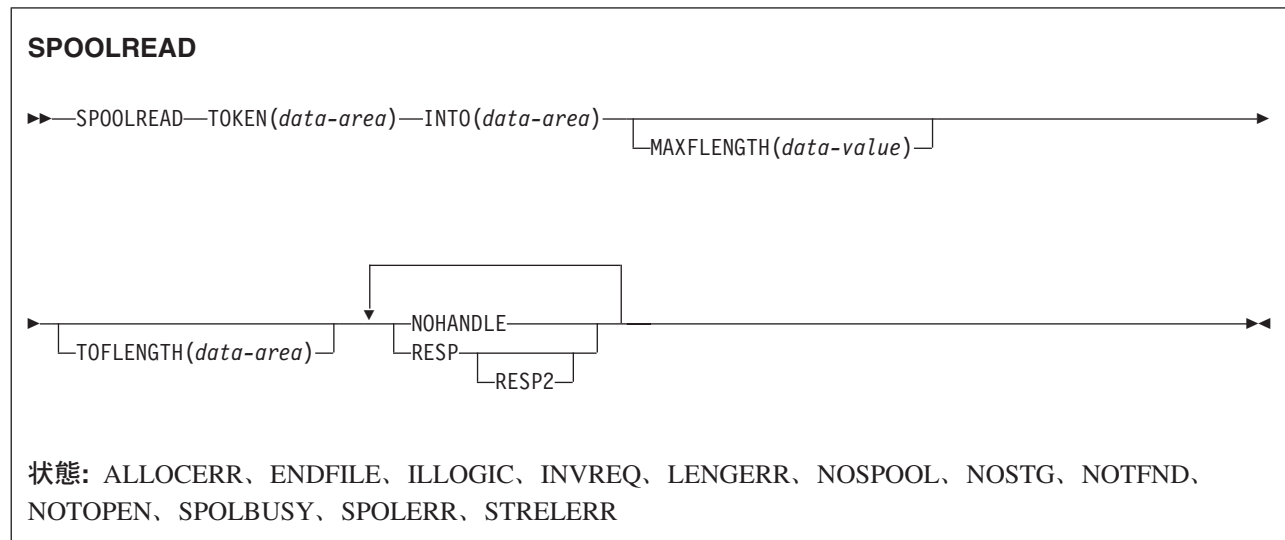 SPOOLREAD
SPOOLREAD TOKEN(data-area) INTO(data-area)
MAXFLENGTH(data-value)
TOFLENGTH(data-area)
NOHANDLE
RESP
RESP2
状態: ALLOCERR、ENDFILE、ILLOGIC、INVREQ、LENGERR、NOSPOOL、NOSTG、NOTFND、
NOTOPEN、SPOLBUSY、SPOLERR、STRELERR